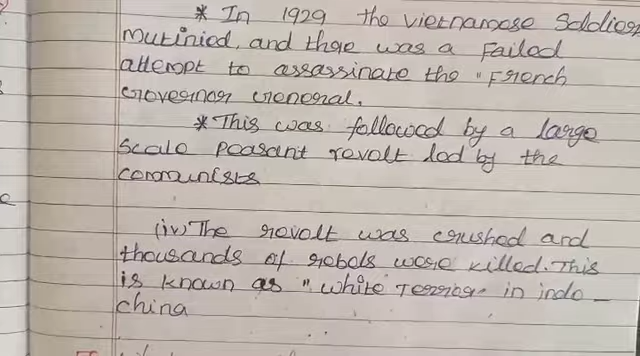 * In 1929 the vietnamese Soldiers
mutinied, and there was a Failed
attempt to assassinate the "French
Governor General.
* This was followed by a large
scale peasant revolt led by the
communists
(iv) The revolt was crushed and
thousands of rebels were killed. This
is known as "white Terror" in indo-
china